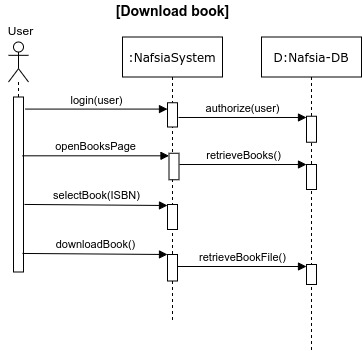 [Download book]
User
:NafsiaSystem
D:Nafsia-DB
login(user)
authorize(user)
openBooksPage
retrieveBooks()
selectBook(ISBN)
downloadBook()
retrieveBookFile()